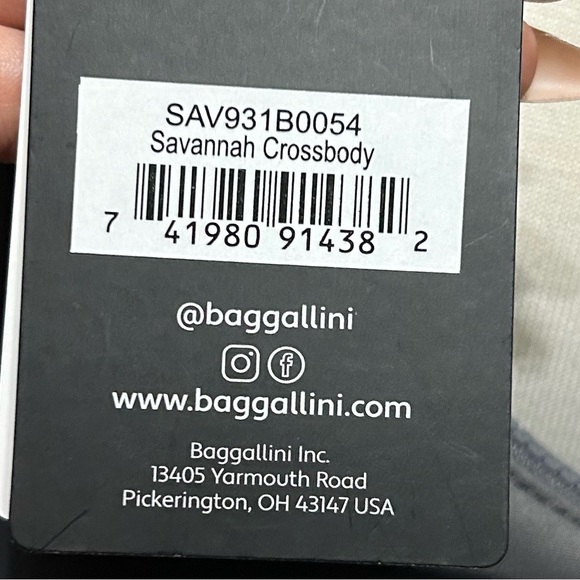 SAV931B0054
Savannah Crossbody
7 41980 91438 2
@baggallini
www.baggallini.com
Baggallini Inc.
13405 Yarmouth Road
Pickerington, OH 43147 USA